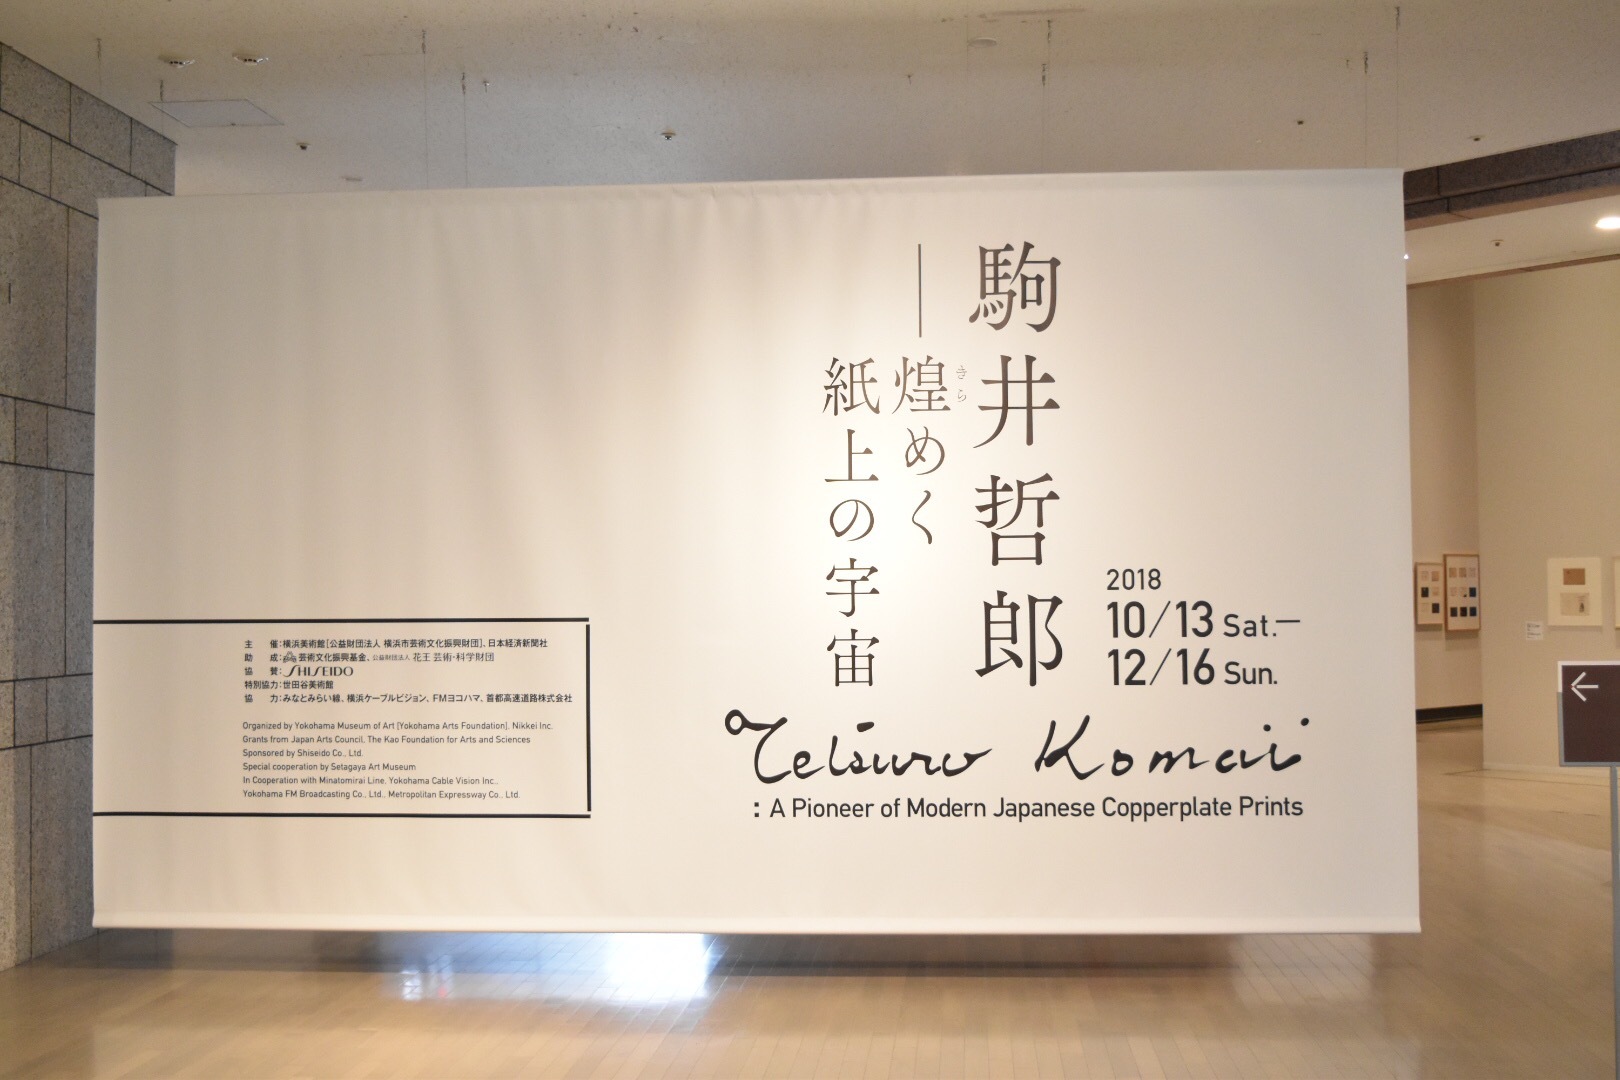 駒井哲郎
―煌めく
きら
紙上の宇宙
2018
10/13 Sat.―
12/16 Sun.
Tetsuro Komai
: A Pioneer of Modern Japanese Copperplate Prints
主　催:横浜美術館[公益財団法人 横浜市芸術文化振興財団]、日本経済新聞社
助　成:芸術文化振興基金、公益財団法人 花王 芸術・科学財団
協　賛:SHISEIDO
特別協力:世田谷美術館
協　力:みなとみらい線、横浜ケーブルビジョン、FMヨコハマ、首都高速道路株式会社
Organized by Yokohama Museum of Art [Yokohama Arts Foundation], Nikkei Inc.
Grants from Japan Arts Council, The Kao Foundation for Arts and Sciences
Sponsored by Shiseido Co., Ltd.
Special cooperation by Setagaya Art Museum
In Cooperation with Minatomirai Line, Yokohama Cable Vision Inc.,
Yokohama FM Broadcasting Co., Ltd., Metropolitan Expressway Co., Ltd.